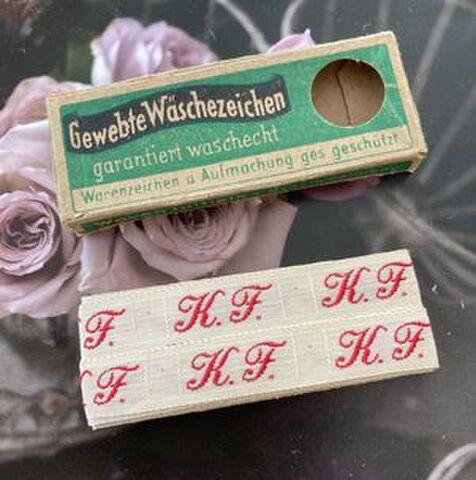 Gewebte Wäschezeichen
garantiert waschecht
Warenzeichen u Aufmachung ges geschützt
F. K. F. K. F.
F. K. F. K. F.